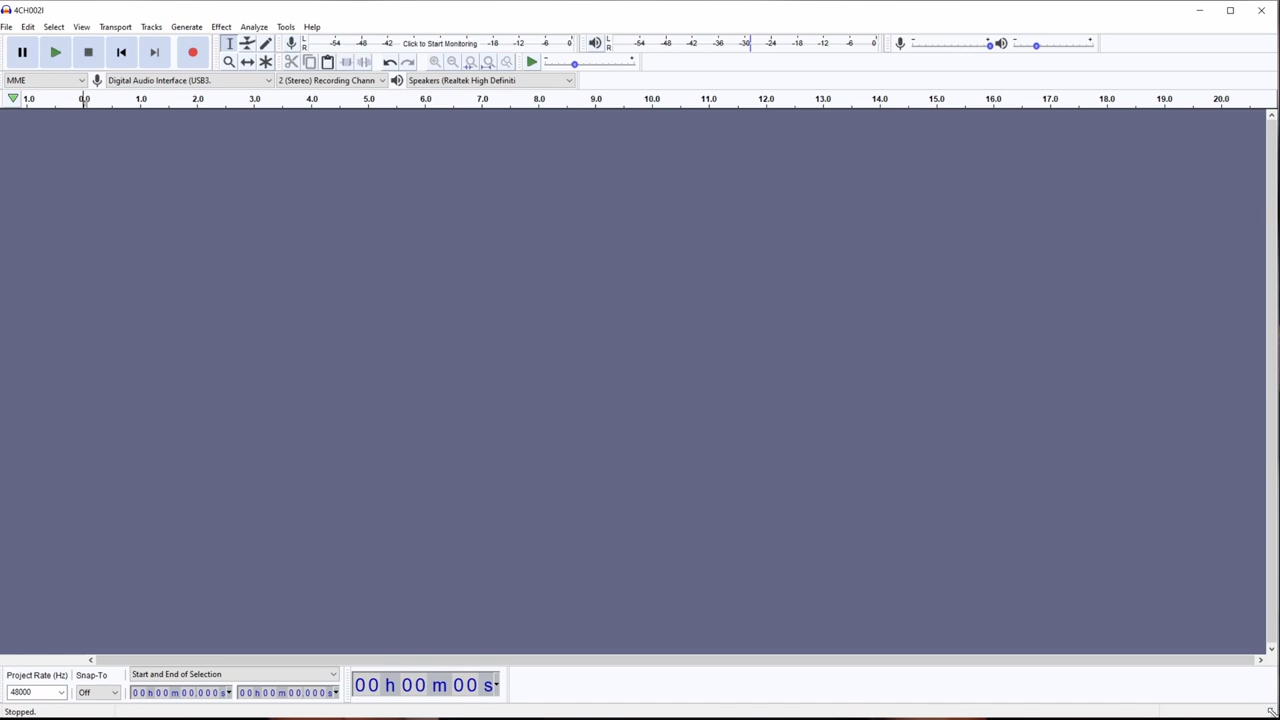 4CH002I
File Edit Select View Transport Tracks Generate Effect Analyze Tools Help
L R -54 -48 -42 Click to Start Monitoring -18 -12 -6 0 L R -54 -48 -42 -36 -30 -24 -18 -12 -6 0
MME Digital Audio Interface (USB3. 2 (Stereo) Recording Chann Speakers (Realtek High Definiti
1.0 0.0 1.0 2.0 3.0 4.0 5.0 6.0 7.0 8.0 9.0 10.0 11.0 12.0 13.0 14.0 15.0 16.0 17.0 18.0 19.0 20.0
Project Rate (Hz) Snap-To Start and End of Selection
48000 Off 00 h 00 m 00.000 s 00 h 00 m 00.000 s 00 h 00 m 00 s
Stopped.